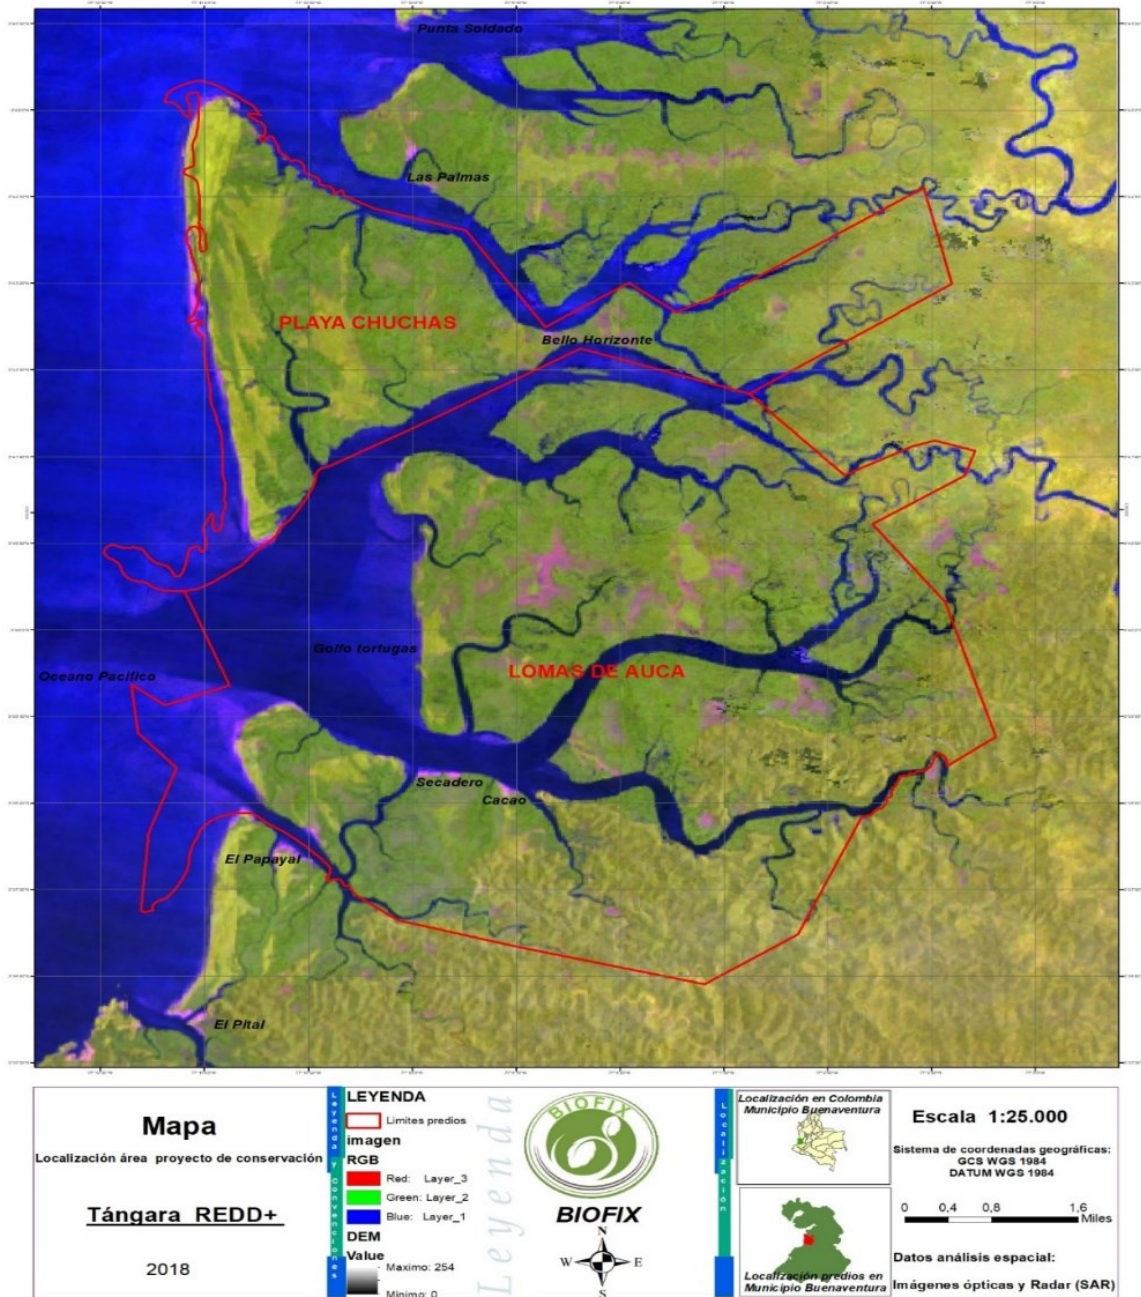 Punta Soldado
Las Palmas
PLAYA CHUCHAS
Bello Horizonte
Golfo tortugas
LOMAS DE AUCA
Oceano Pacífico
Secadero
Cacao
El Papayal
El Pital
Mapa
Localización área proyecto de conservación
Tángara REDD+
2018
Leyenda y Convenciones
LEYENDA
Limites predios
imagen
RGB
Red: Layer_3
Green: Layer_2
Blue: Layer_1
DEM
Value
Maximo: 254
Minimo: 0
Leyenda
BIOFIX
BIOFIX
N
W E
S
Localización
Localización en Colombia
Municipio Buenaventura
Localización predios en
Municipio Buenaventura
Escala 1:25.000
Sistema de coordenadas geográficas:
GCS WGS 1984
DATUM WGS 1984
0 0,4 0,8 1,6
Miles
Datos análisis espacial:
Imágenes ópticas y Radar (SAR)